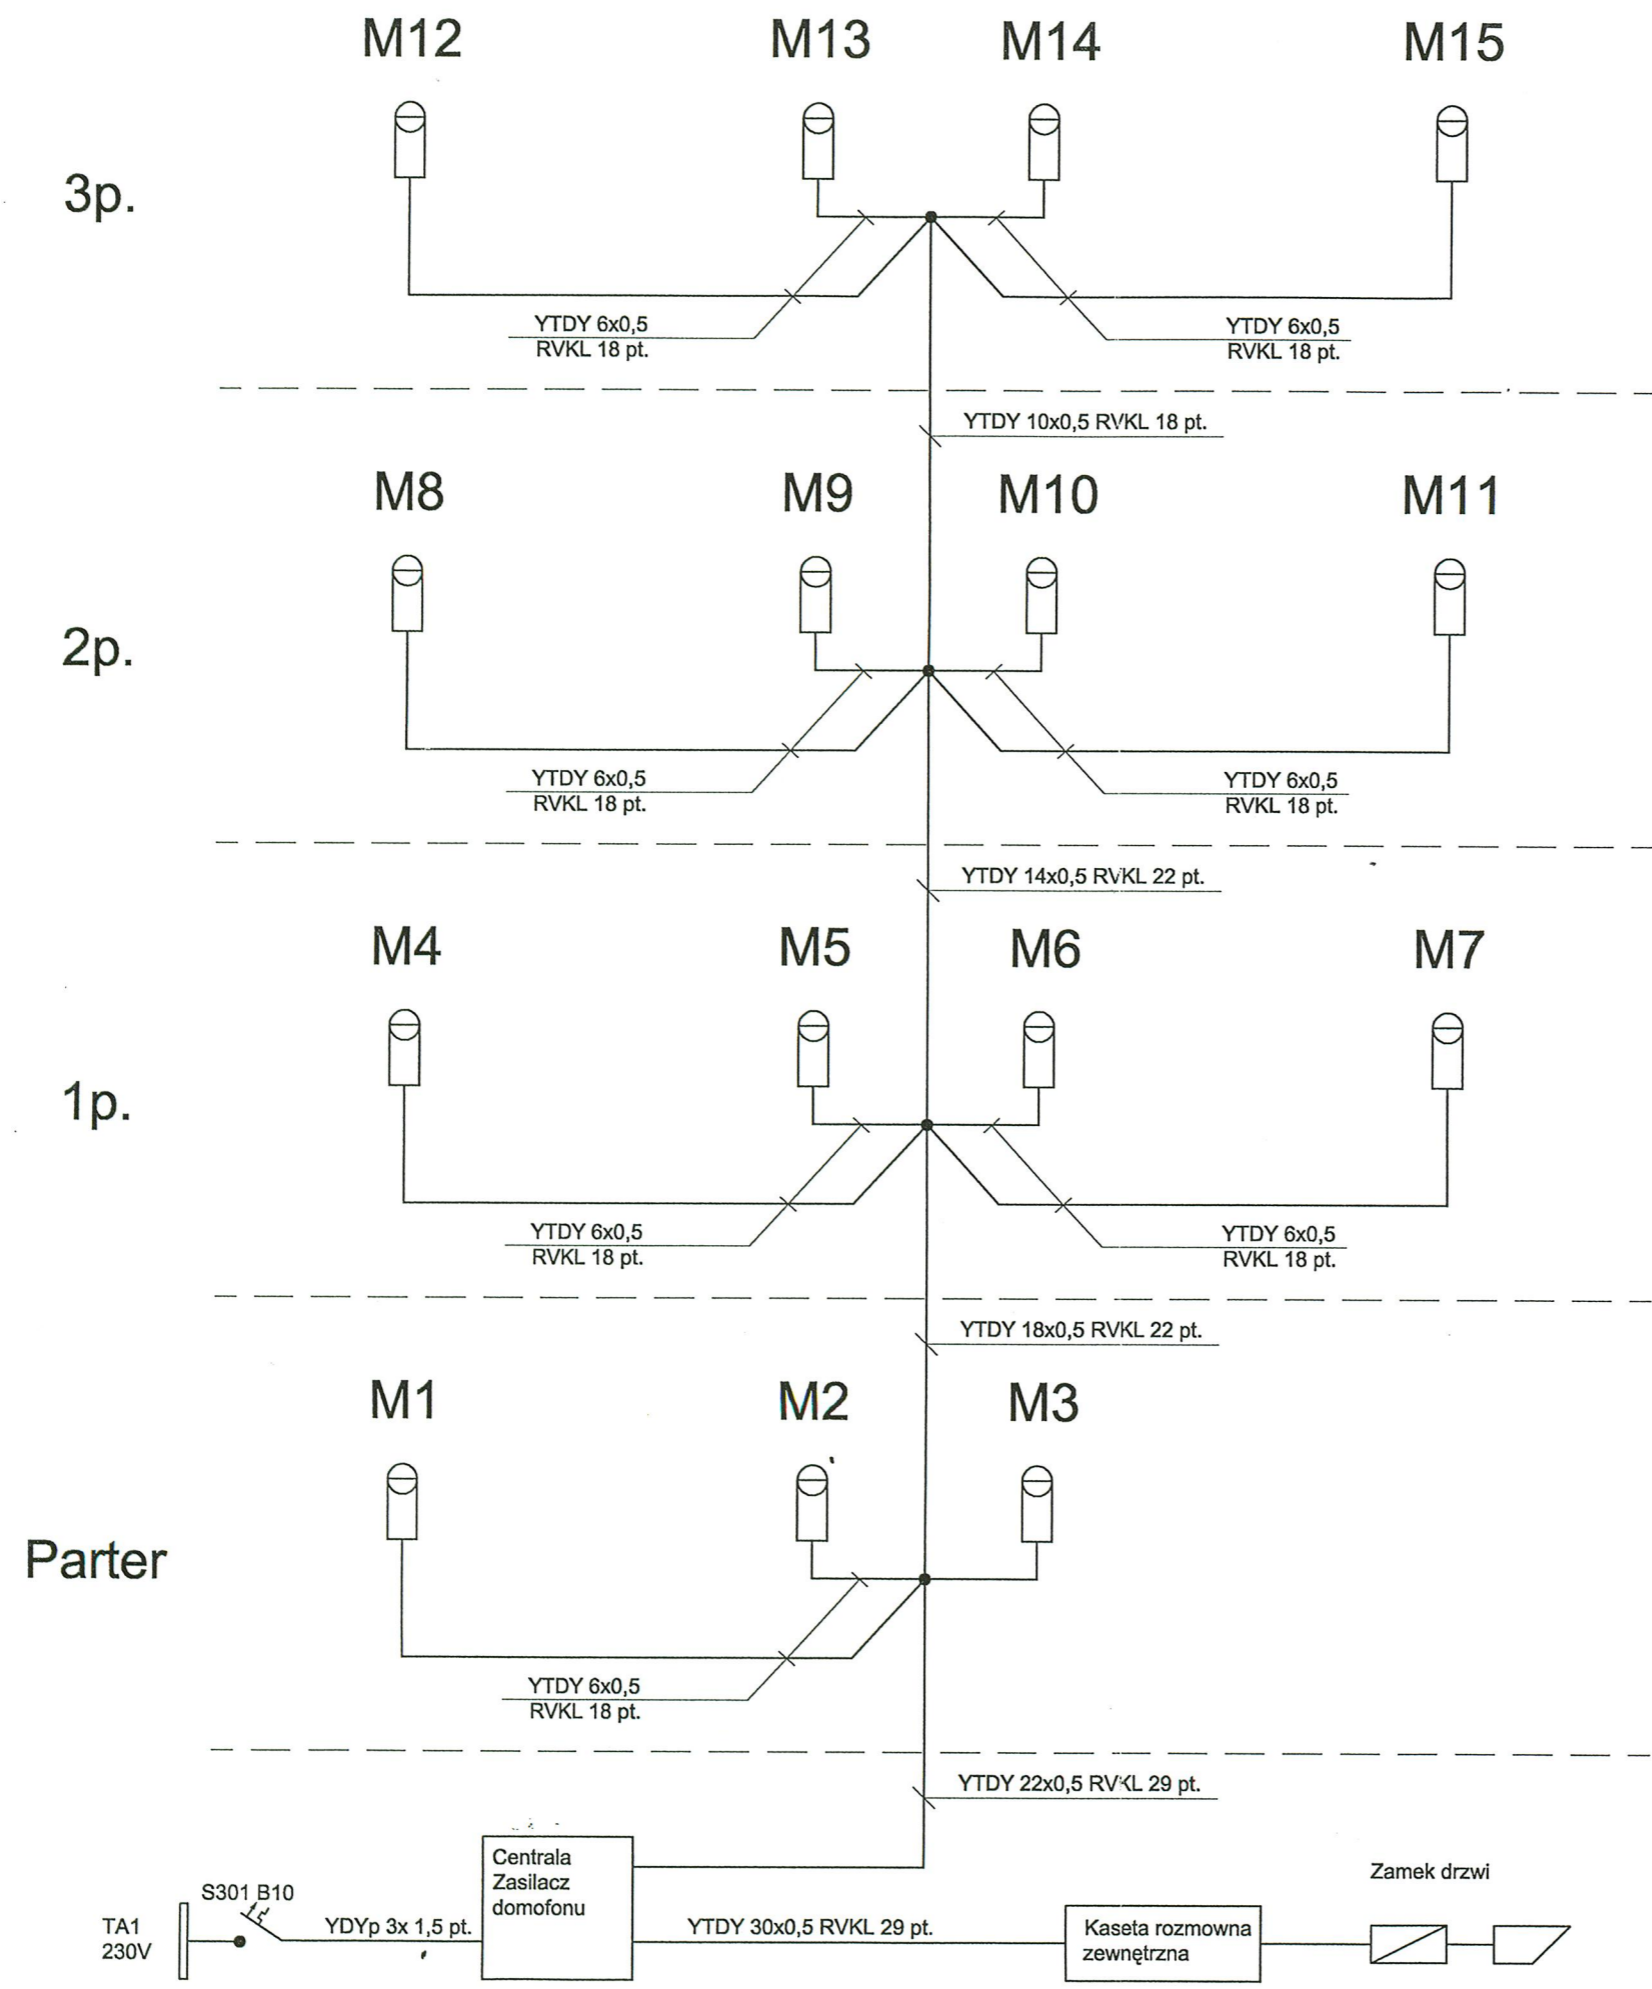 M12 M13 M14 M15
3p.
YTDY 6x0,5
RVKL 18 pt.
YTDY 6x0,5
RVKL 18 pt.
YTDY 10x0,5 RVKL 18 pt.
M8 M9 M10 M11
2p.
YTDY 6x0,5
RVKL 18 pt.
YTDY 6x0,5
RVKL 18 pt.
YTDY 14x0,5 RVKL 22 pt.
M4 M5 M6 M7
1p.
YTDY 6x0,5
RVKL 18 pt.
YTDY 6x0,5
RVKL 18 pt.
YTDY 18x0,5 RVKL 22 pt.
M1 M2 M3
Parter
YTDY 6x0,5
RVKL 18 pt.
YTDY 22x0,5 RVKL 29 pt.
TA1
230V
S301 B10
YDYp 3x 1,5 pt.
Centrala
Zasilacz
domofonu
YTDY 30x0,5 RVKL 29 pt.
Kaseta rozmowna
zewnętrzna
Zamek drzwi